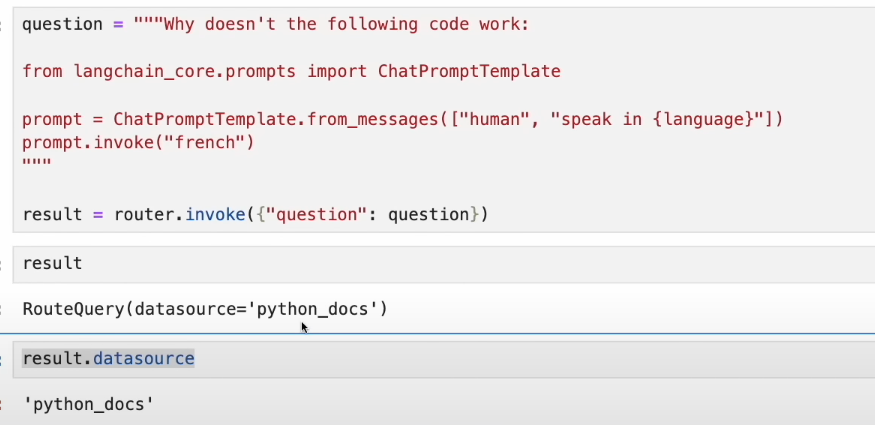 question = """Why doesn't the following code work:
from langchain_core.prompts import ChatPromptTemplate
prompt = ChatPromptTemplate.from_messages(["human", "speak in {language}"])
prompt.invoke("french")
"""
result = router.invoke({"question": question})
result
RouteQuery(datasource='python_docs')
result.datasource
'python_docs'